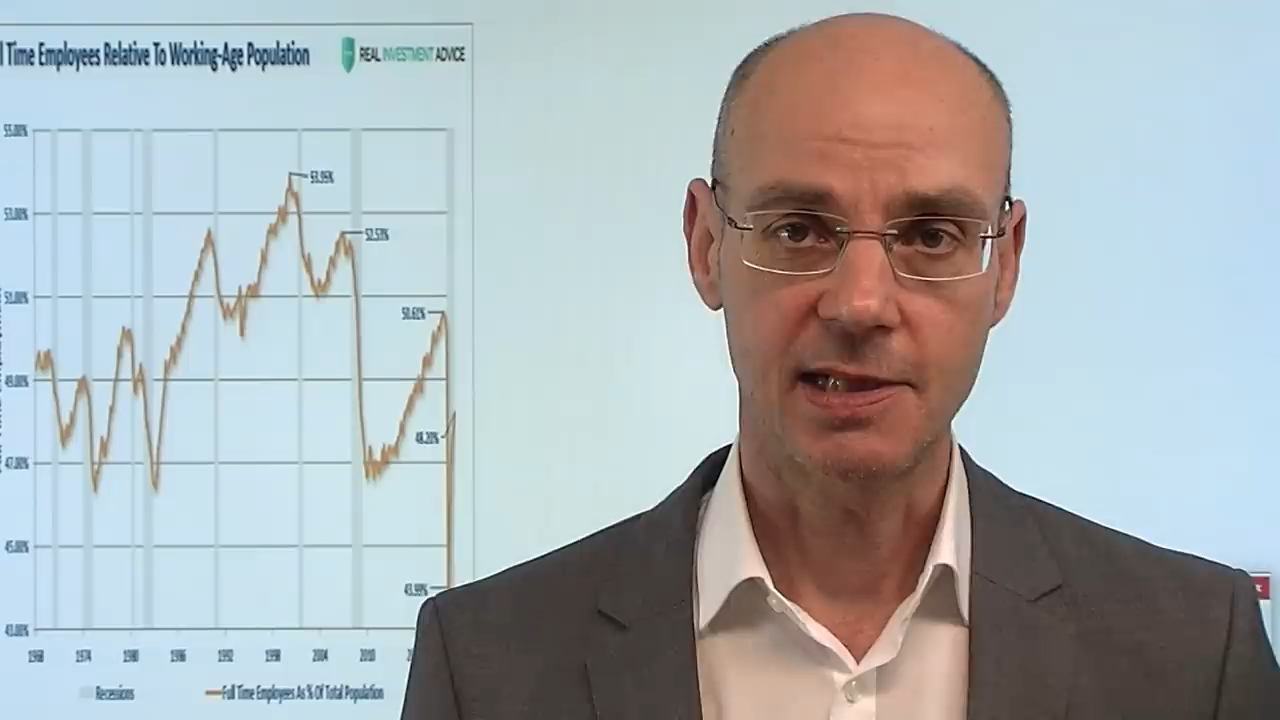 l Time Employees Relative To Working-Age Population
REAL INVESTMENT ADVICE
55.00%
53.00%
51.00%
49.00%
47.00%
45.00%
43.00%
53.95%
52.53%
50.61%
48.20%
43.99%
1968 1974 1980 1986 1992 1998 2004 2010 2
Recessions
Full Time Employees As % Of Total Population